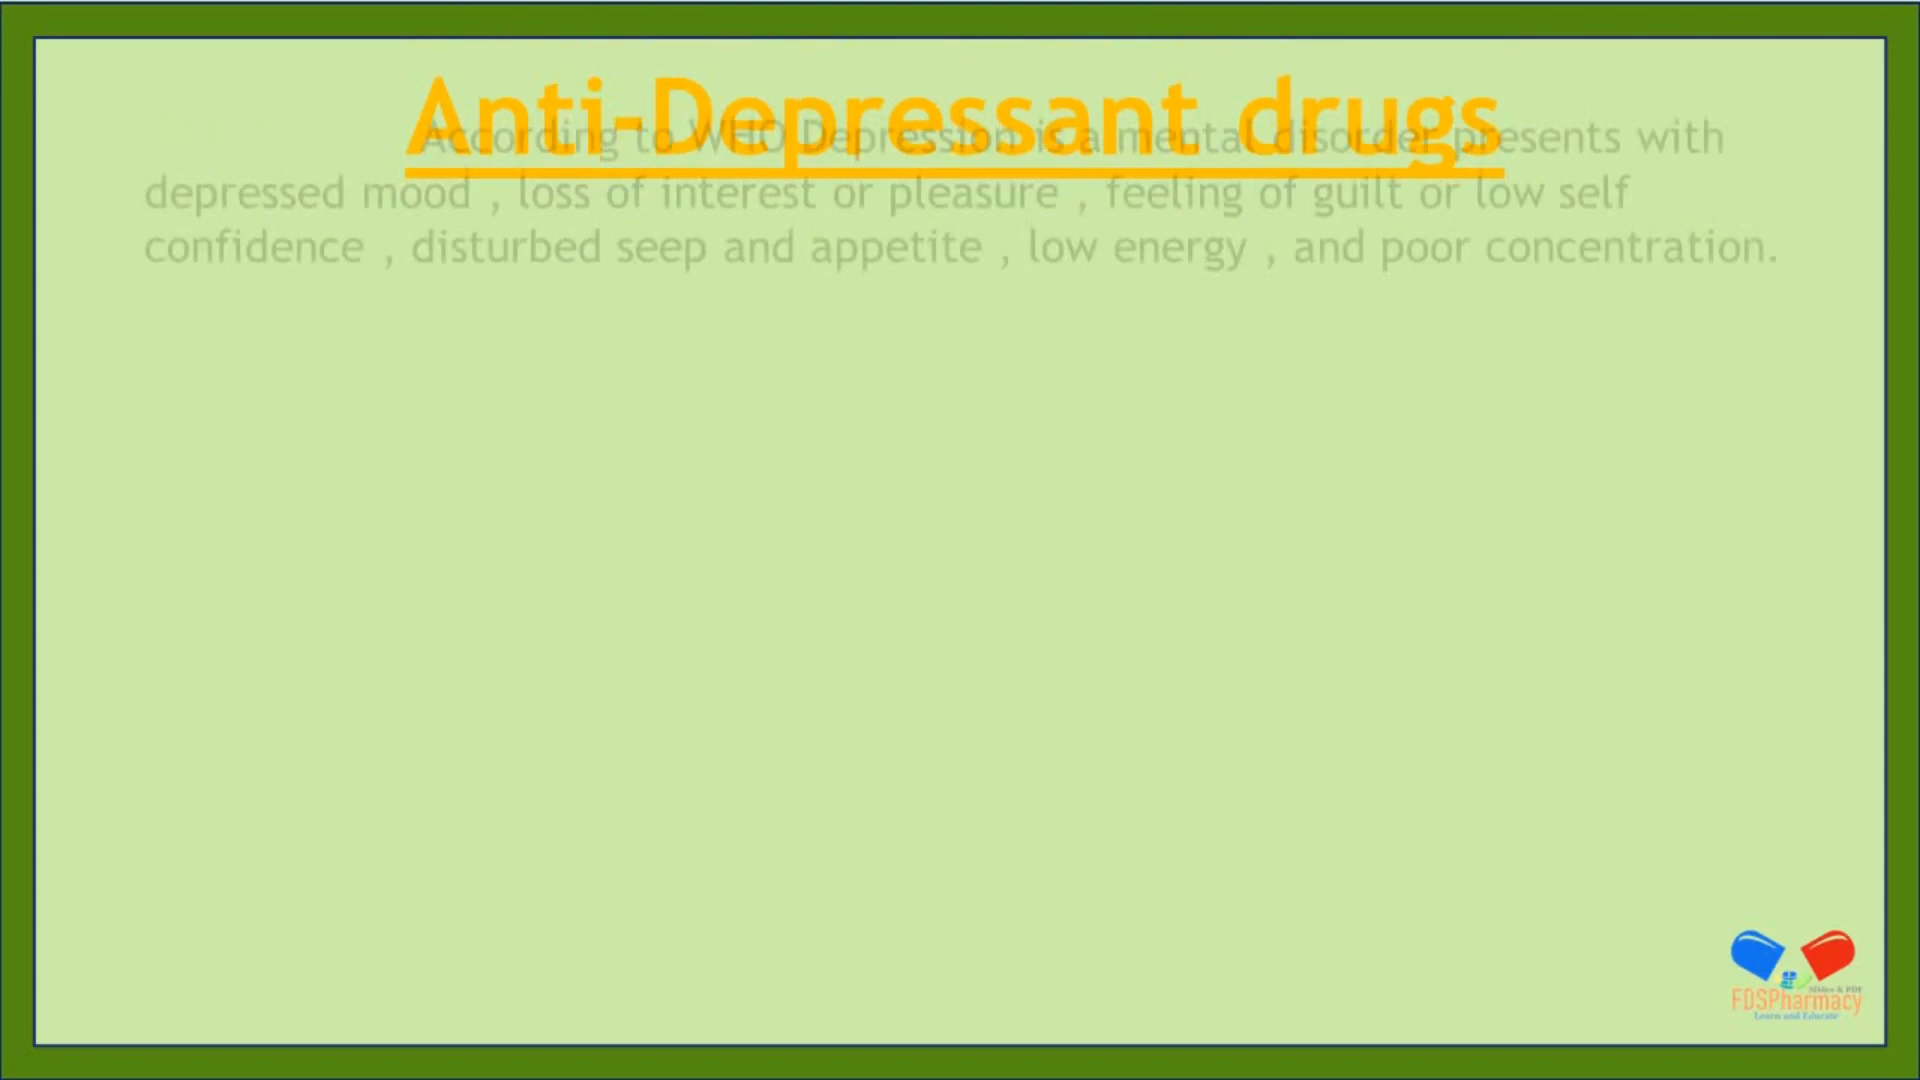 Anti-Depressant drugs
According to WHO Depression is a mental disorder presents with
depressed mood , loss of interest or pleasure , feeling of guilt or low self
confidence , disturbed seep and appetite , low energy , and poor concentration.
Slides & PDF
FDSPharmacy
Learn and Educate